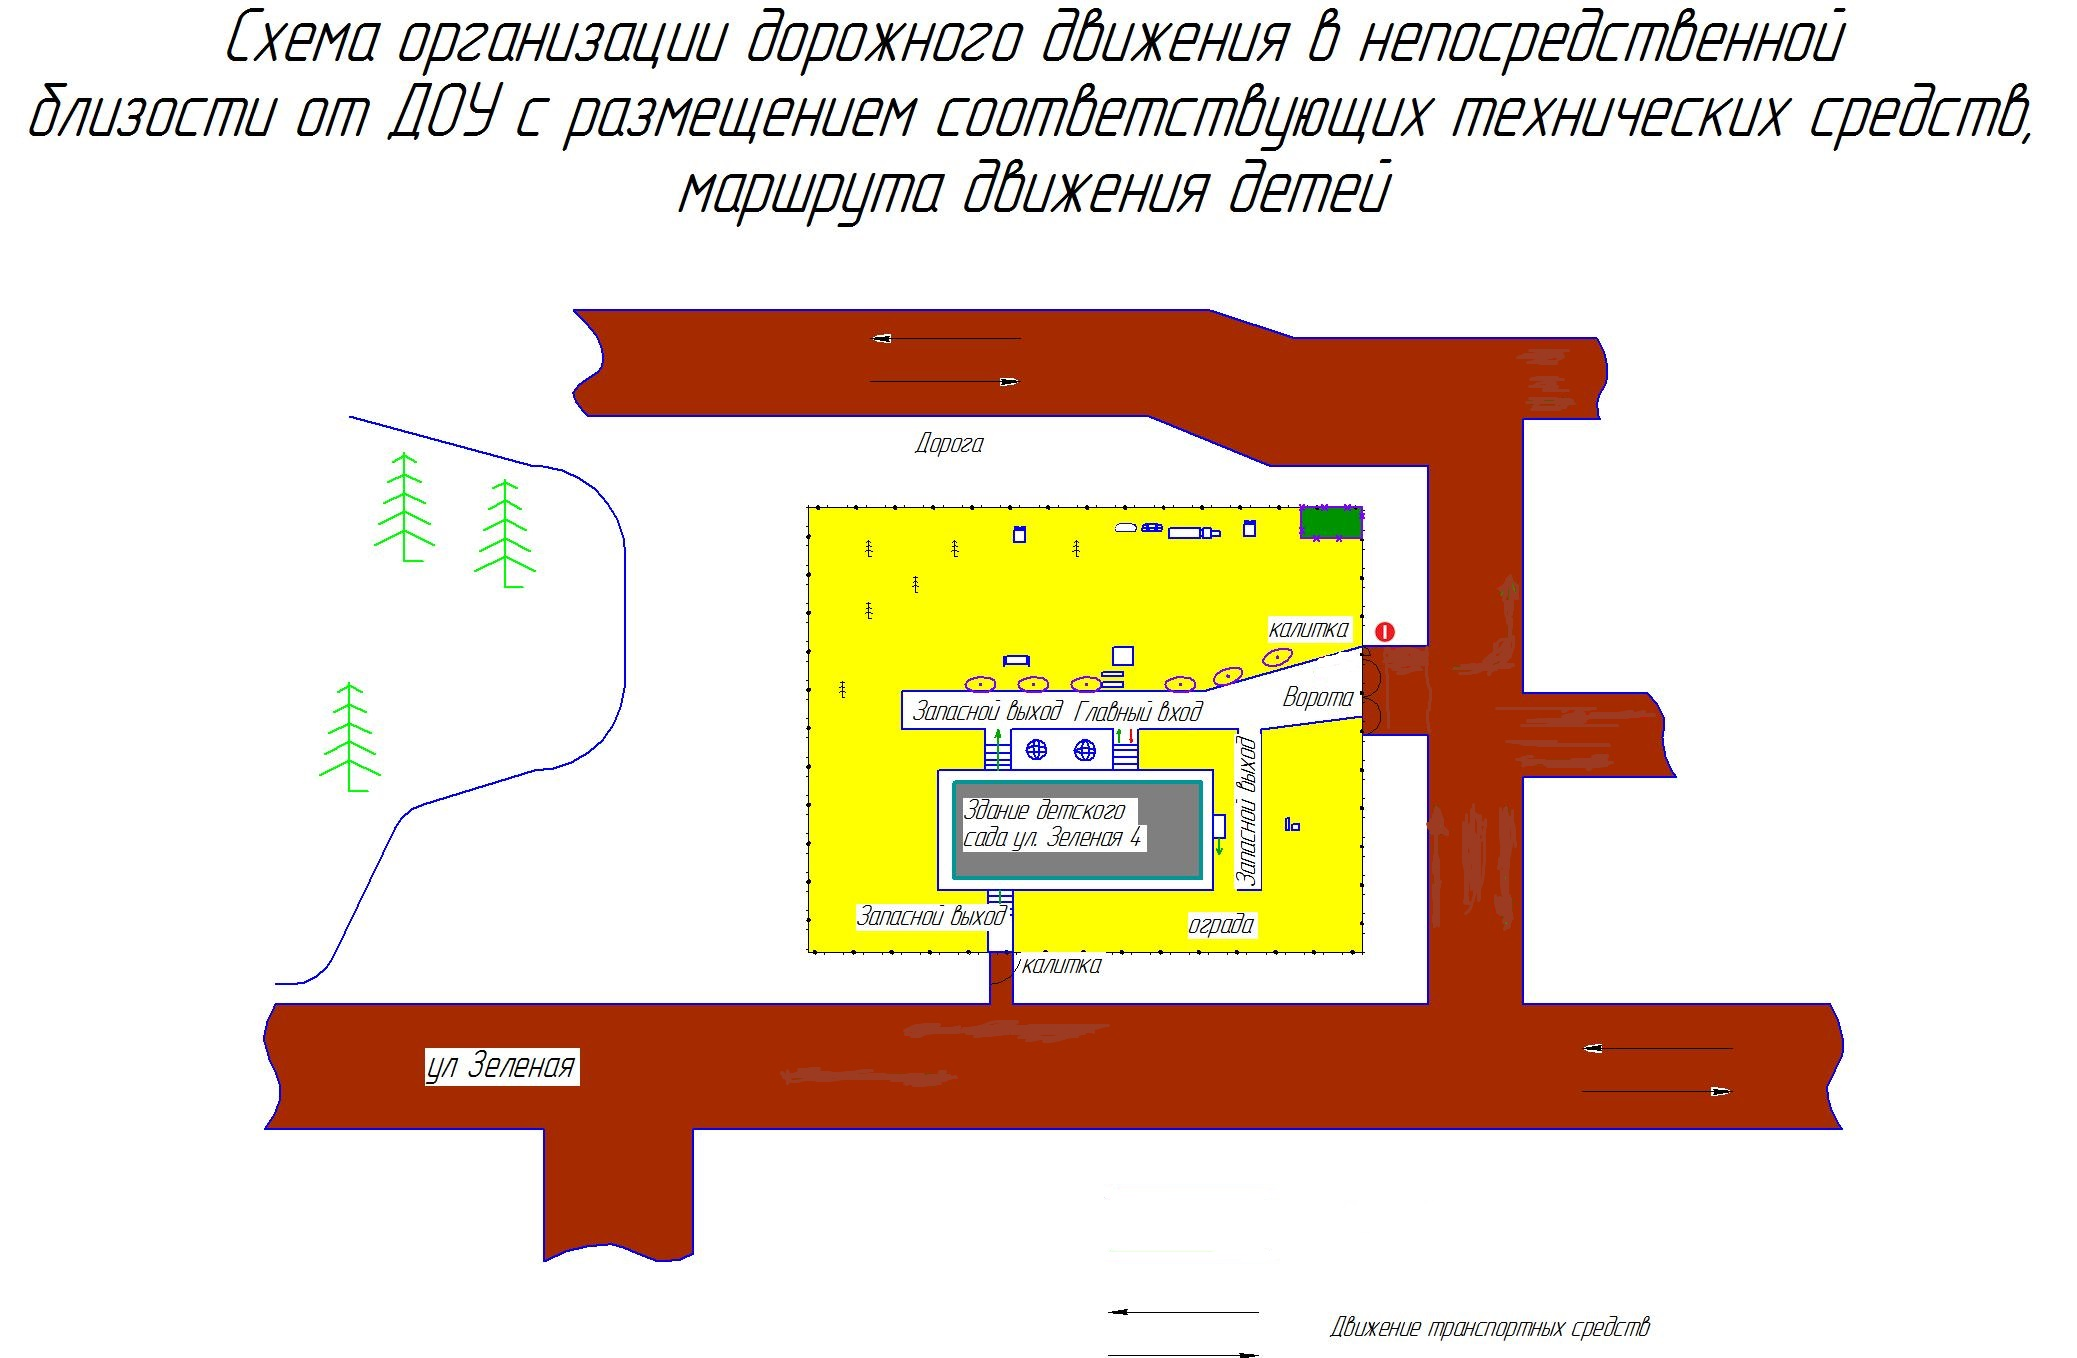 Схема организации дорожного движения в непосредственной
близости от ДОУ с размещением соответствующих технических средств,
маршрута движения детей
Дорога
калитка
Ворота
Запасной выход
Главный вход
Запасной выход
Здание детского
сада ул. Зеленая 4
Запасной выход
ограда
калитка
ул Зеленая
Движение транспортных средств